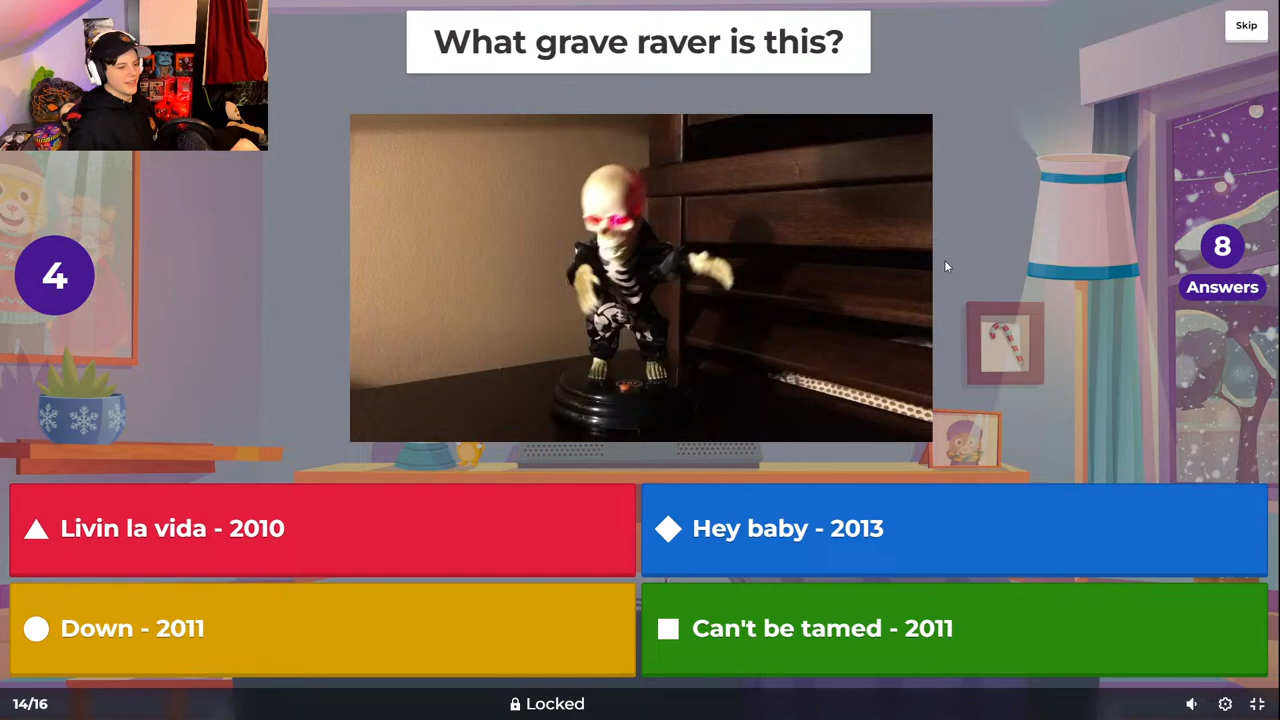 What grave raver is this?
Skip
4
8
Answers
Livin la vida - 2010
Hey baby - 2013
Down - 2011
Can't be tamed - 2011
14/16
Locked